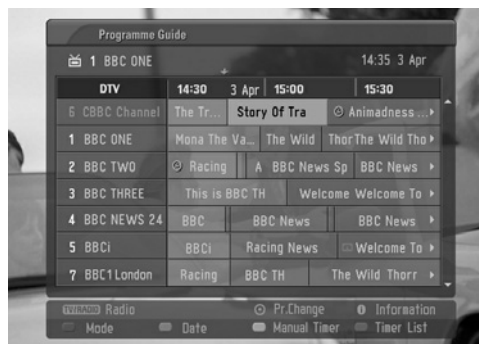 Programme Guide
1 BBC ONE 14:35 3 Apr
DTV 14:30 3 Apr 15:00 15:30
6 CBBC Channel The Tr... Story Of Tra Animadness ...
1 BBC ONE Mona The Va... The Wild Thor The Wild Tho
2 BBC TWO Racing A BBC News Sp BBC News
3 BBC THREE This is BBC TH Welcome Welcome To
4 BBC NEWS 24 BBC BBC News BBC News
5 BBCi BBCi Racing News Welcome To
7 BBC1 London Racing BBC TH The Wild Thorr
TV/RADIO Radio Pr.Change Information
Mode Date Manual Timer Timer List